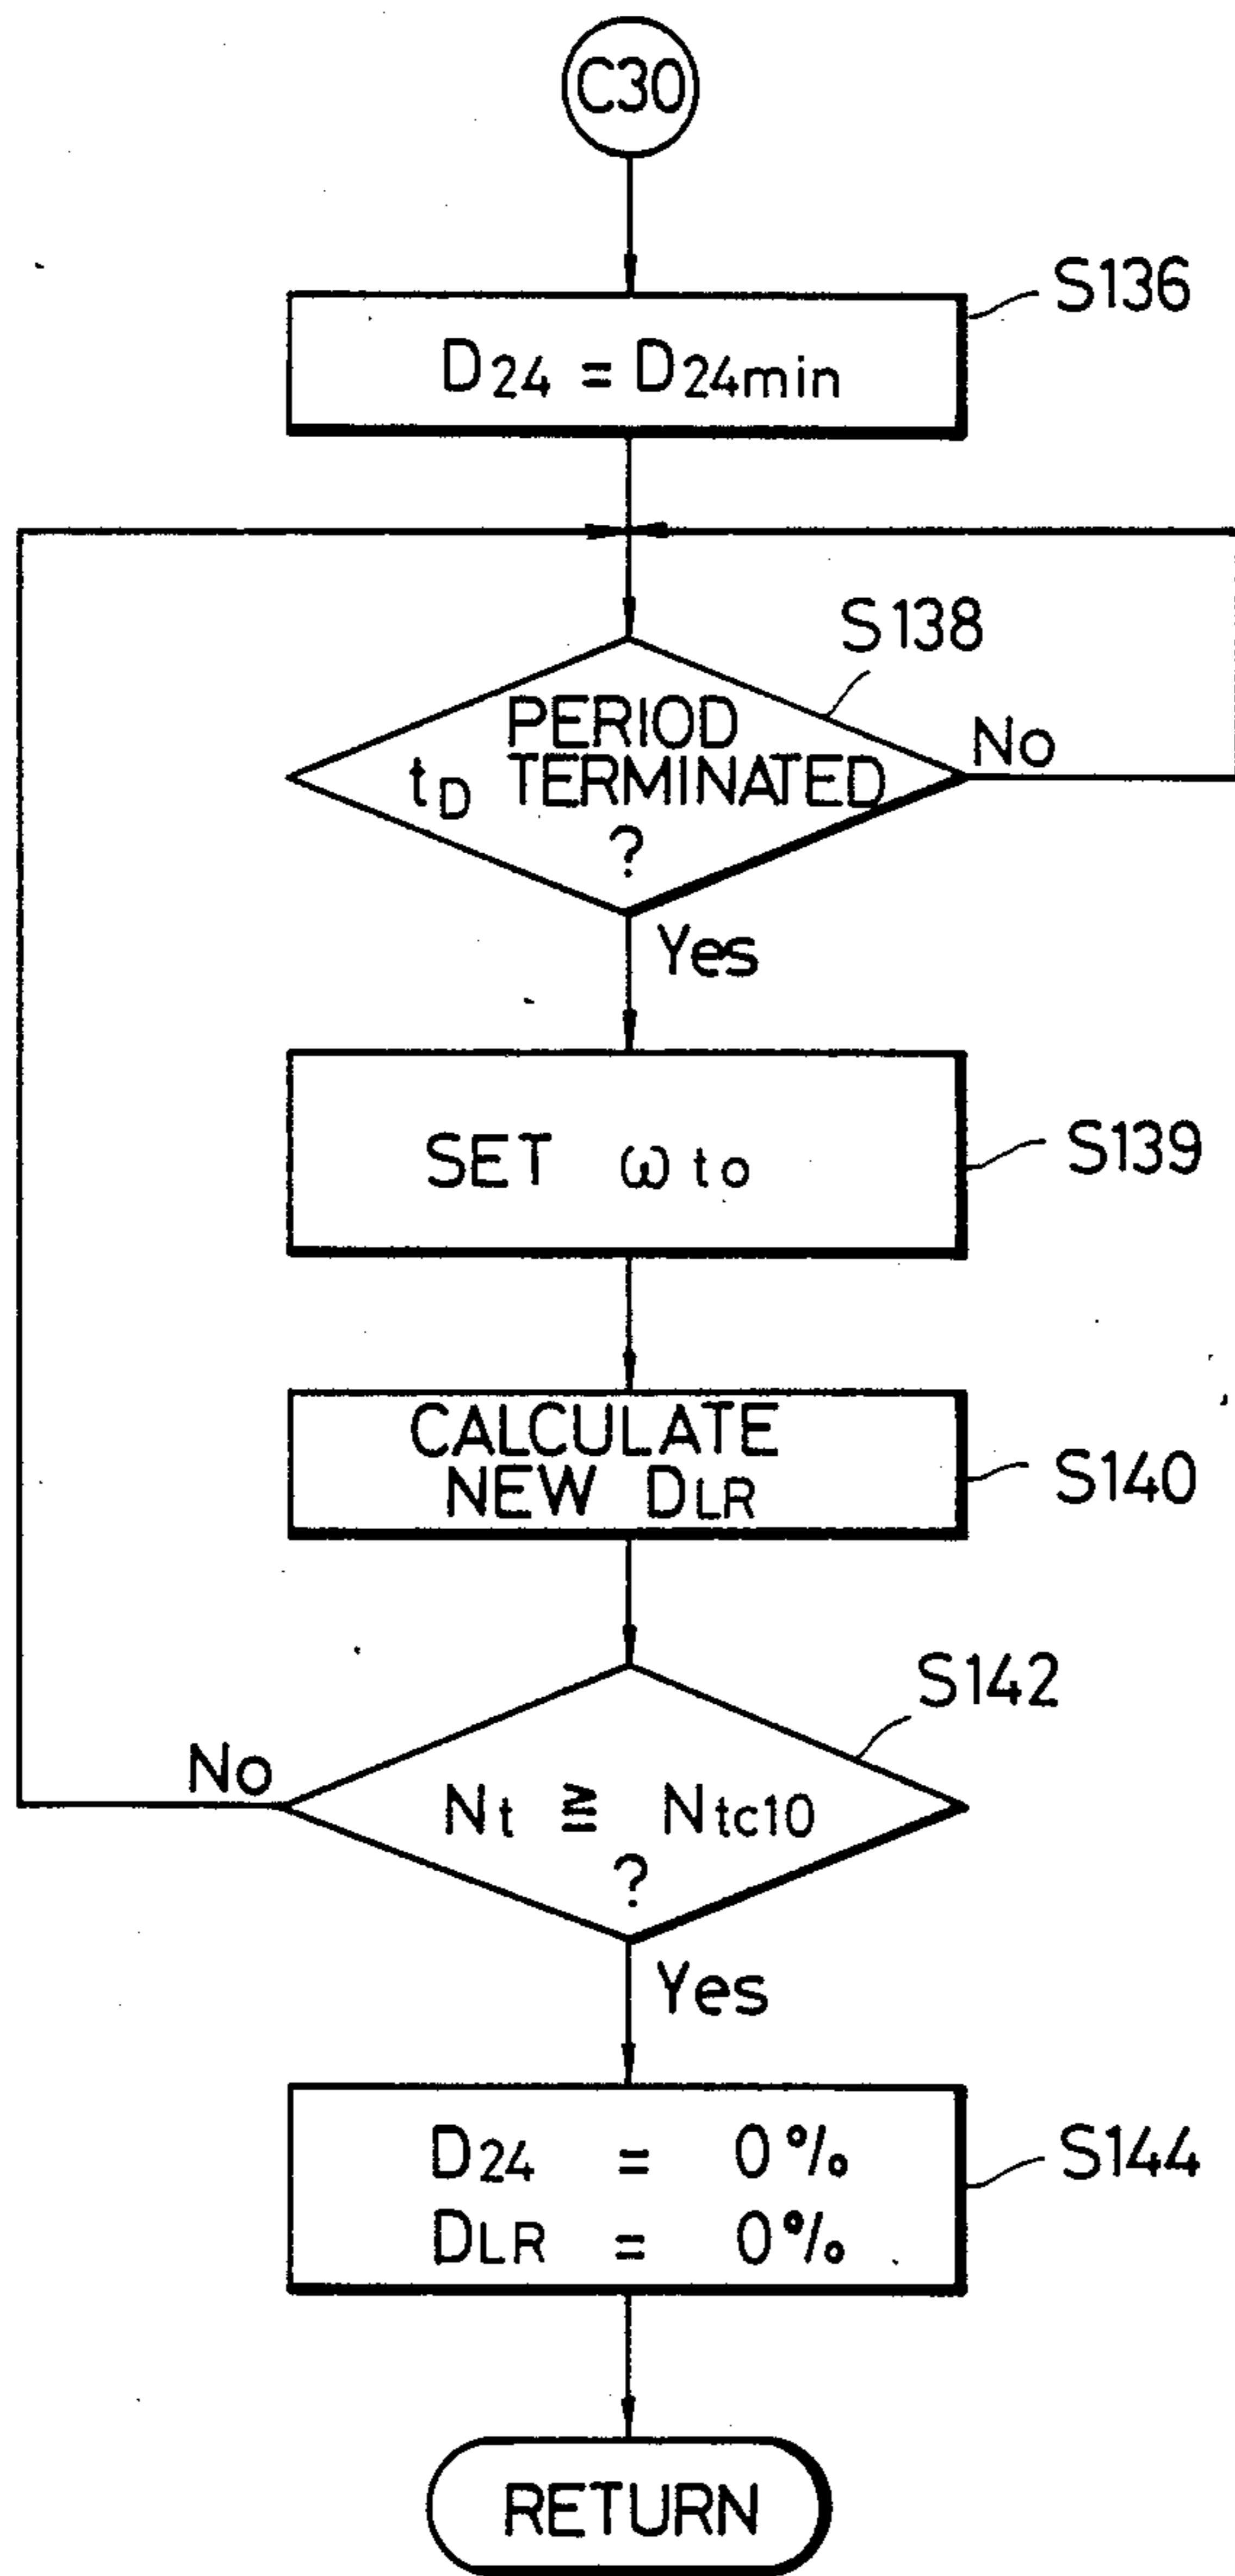 C30
S136
D24 = D24min
S138
PERIOD
tD TERMINATED
?
No
Yes
SET ωto
S139
CALCULATE
NEW DLR
S140
S142
No
Nt ≧ Ntc10
?
Yes
D24 = 0%
DLR = 0%
S144
RETURN